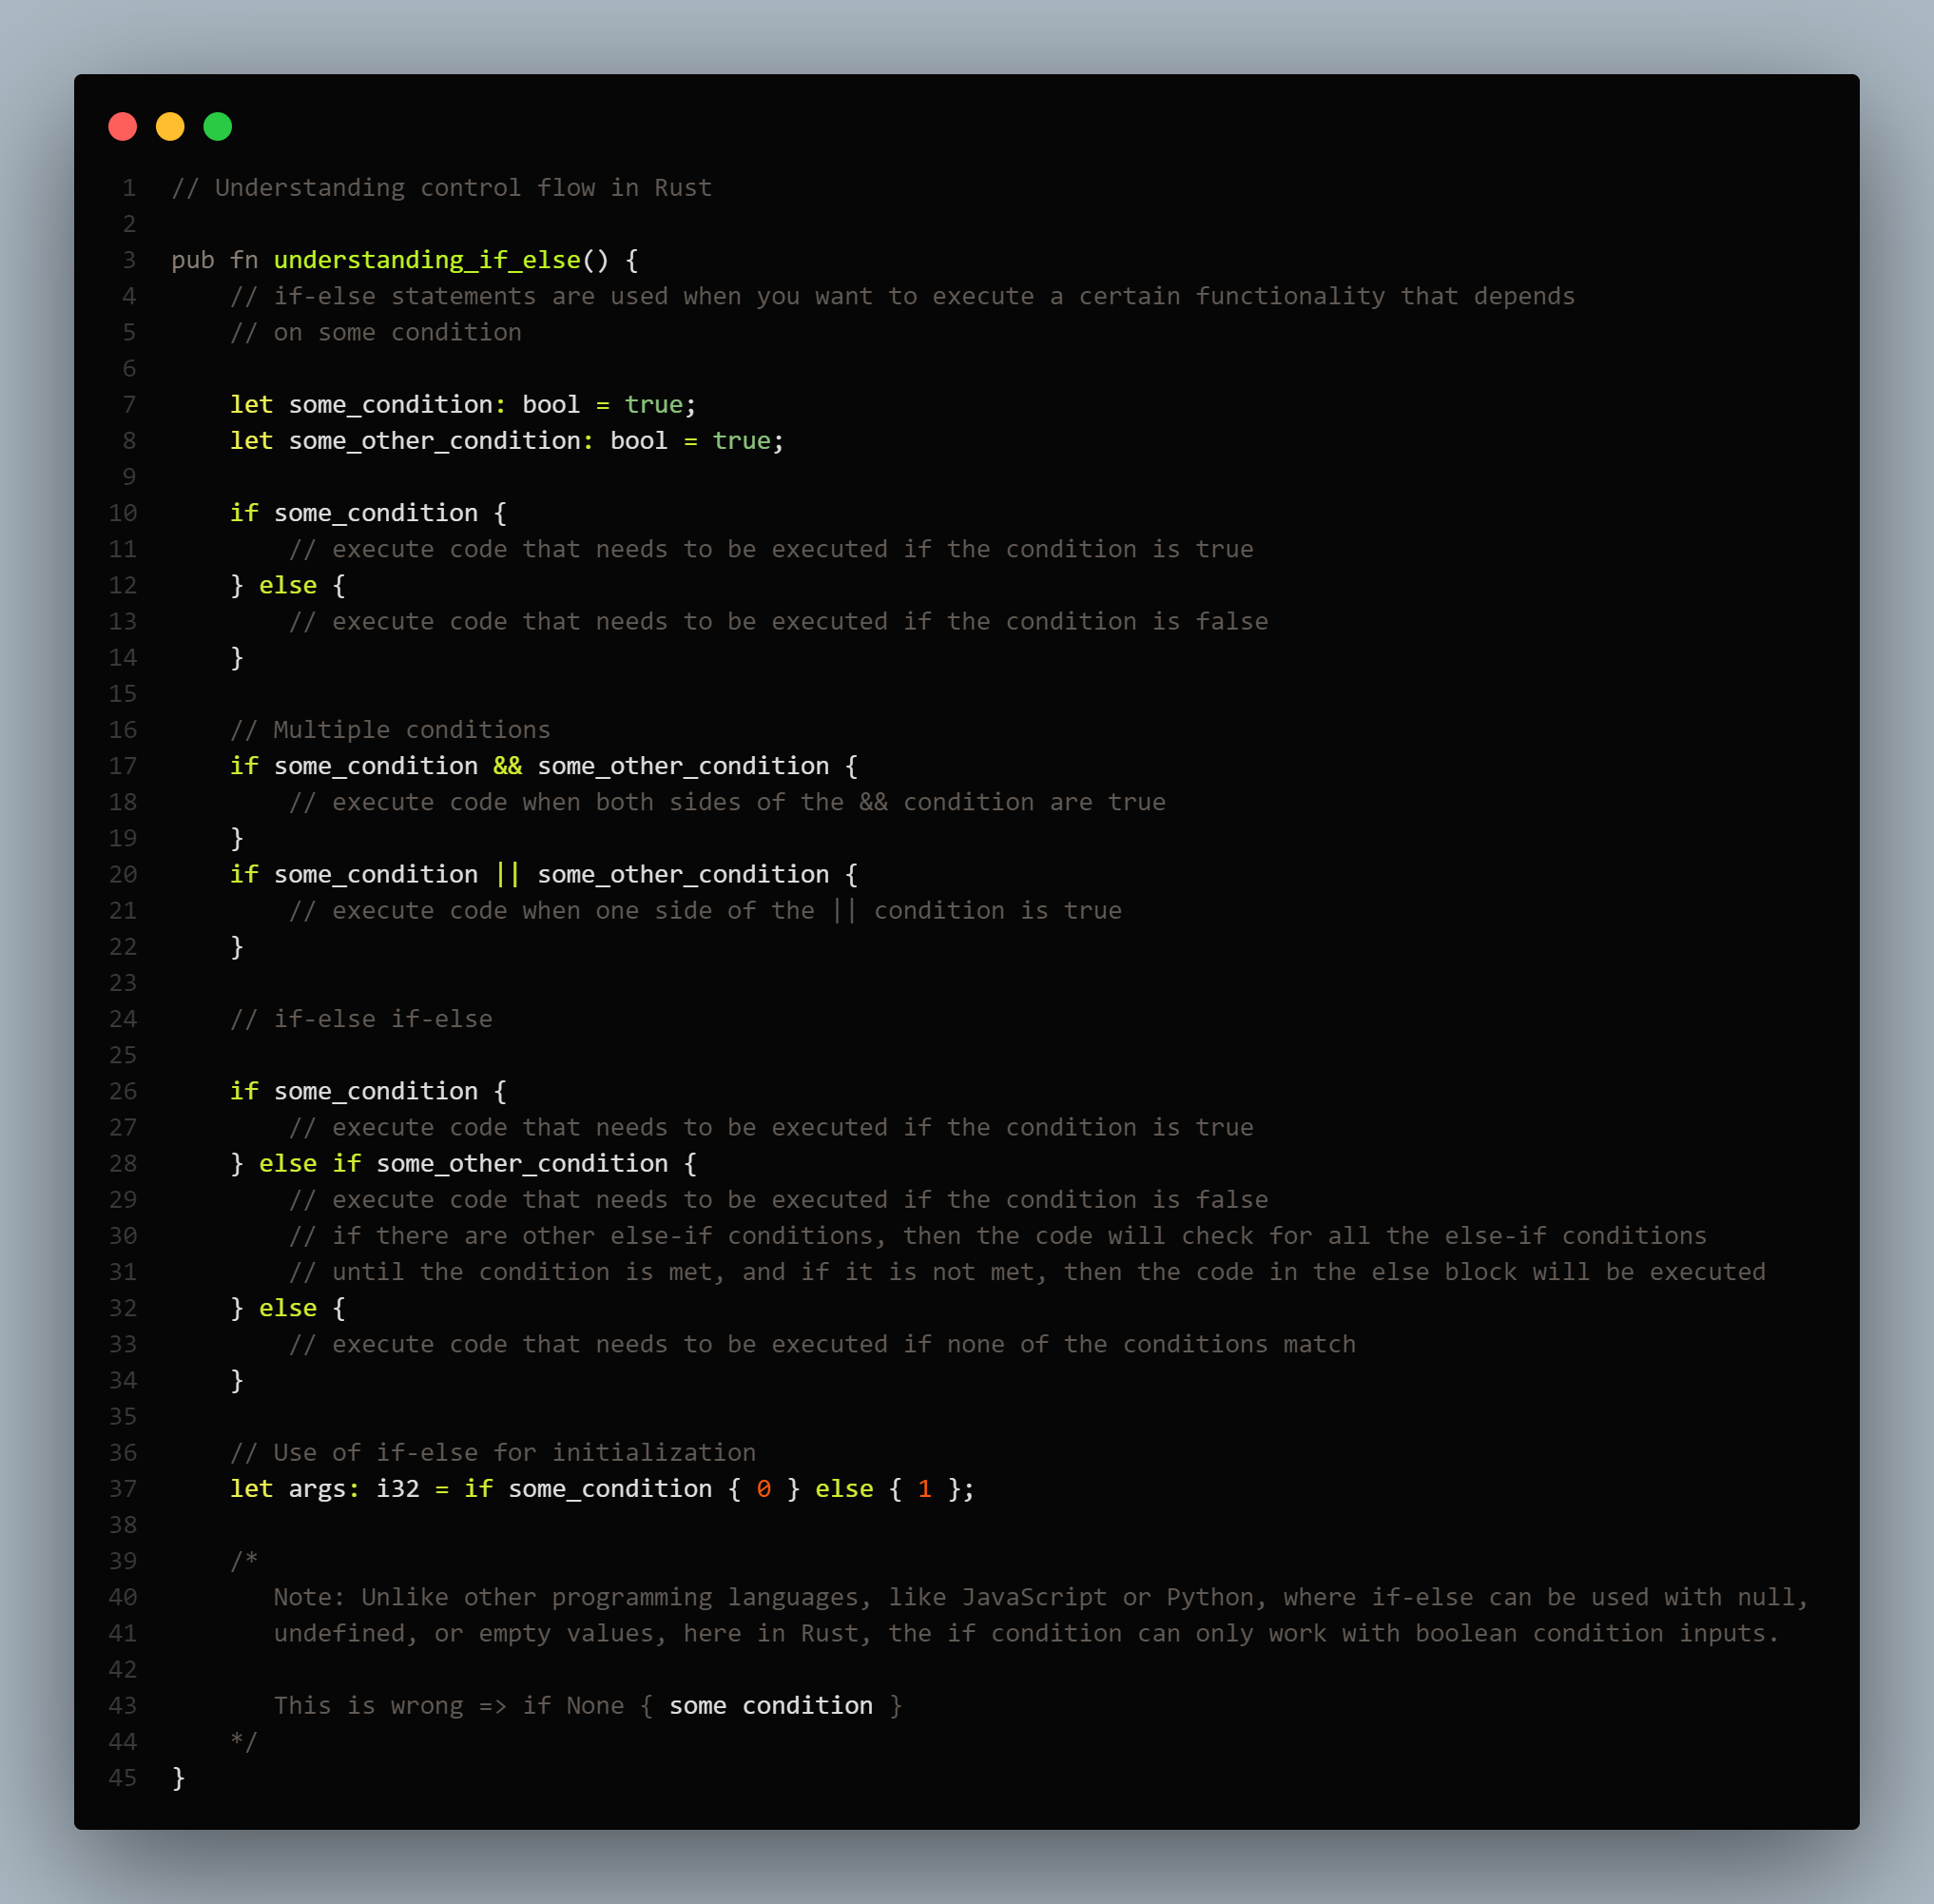 1 // Understanding control flow in Rust
2
3 pub fn understanding_if_else() {
4     // if-else statements are used when you want to execute a certain functionality that depends
5     // on some condition
6
7     let some_condition: bool = true;
8     let some_other_condition: bool = true;
9
10     if some_condition {
11         // execute code that needs to be executed if the condition is true
12     } else {
13         // execute code that needs to be executed if the condition is false
14     }
15
16     // Multiple conditions
17     if some_condition && some_other_condition {
18         // execute code when both sides of the && condition are true
19     }
20     if some_condition || some_other_condition {
21         // execute code when one side of the || condition is true
22     }
23
24     // if-else if-else
25
26     if some_condition {
27         // execute code that needs to be executed if the condition is true
28     } else if some_other_condition {
29         // execute code that needs to be executed if the condition is false
30         // if there are other else-if conditions, then the code will check for all the else-if conditions
31         // until the condition is met, and if it is not met, then the code in the else block will be executed
32     } else {
33         // execute code that needs to be executed if none of the conditions match
34     }
35
36     // Use of if-else for initialization
37     let args: i32 = if some_condition { 0 } else { 1 };
38
39     /*
40        Note: Unlike other programming languages, like JavaScript or Python, where if-else can be used with null,
41        undefined, or empty values, here in Rust, the if condition can only work with boolean condition inputs.
42
43        This is wrong => if None { some condition }
44     */
45 }